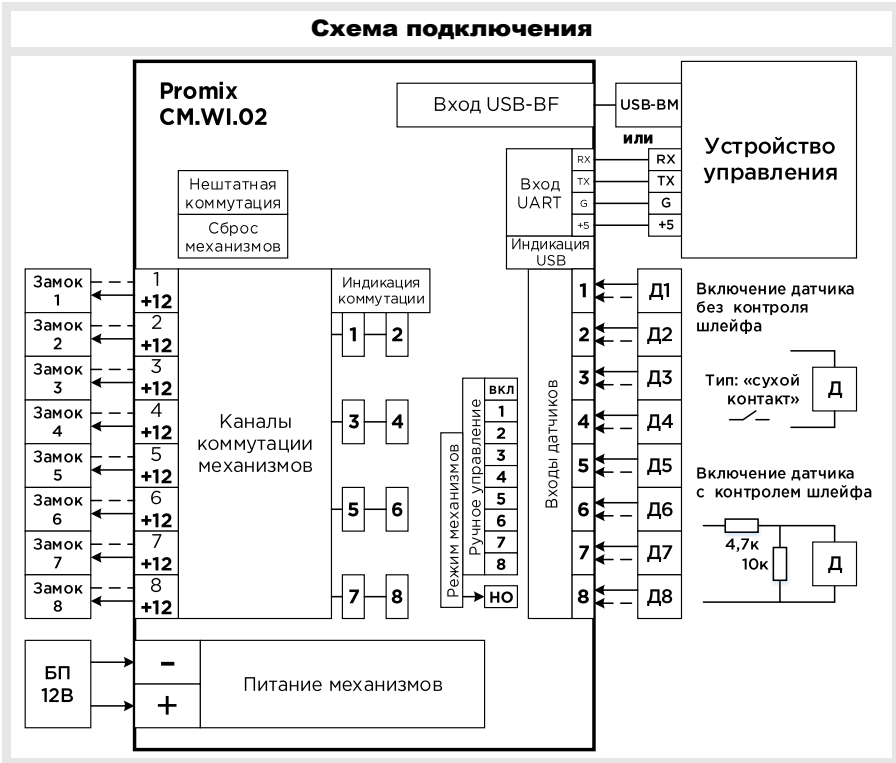 Схема подключения
Promix
CM.WI.02
Вход USB-BF
USB-BM
или
Устройство
управления
Вход
UART
RX
TX
G
+5
RX
TX
G
+5
Индикация
USB
Нештатная
коммутация
Сброс
механизмов
Замок
1
Замок
2
Замок
3
Замок
4
Замок
5
Замок
6
Замок
7
Замок
8
1
+12
2
+12
3
+12
4
+12
5
+12
6
+12
7
+12
8
+12
Каналы
коммутации
механизмов
Индикация
коммутации
1
2
3
4
5
6
7
8
Режим механизмов
Ручное управление
ВКЛ
1
2
3
4
5
6
7
8
НО
Входы датчиков
1
2
3
4
5
6
7
8
Д1
Д2
Д3
Д4
Д5
Д6
Д7
Д8
Включение датчика
без контроля
шлейфа
Тип: «сухой
контакт»
Д
Включение датчика
с контролем шлейфа
4,7к
10к
Д
БП
12В
-
+
Питание механизмов